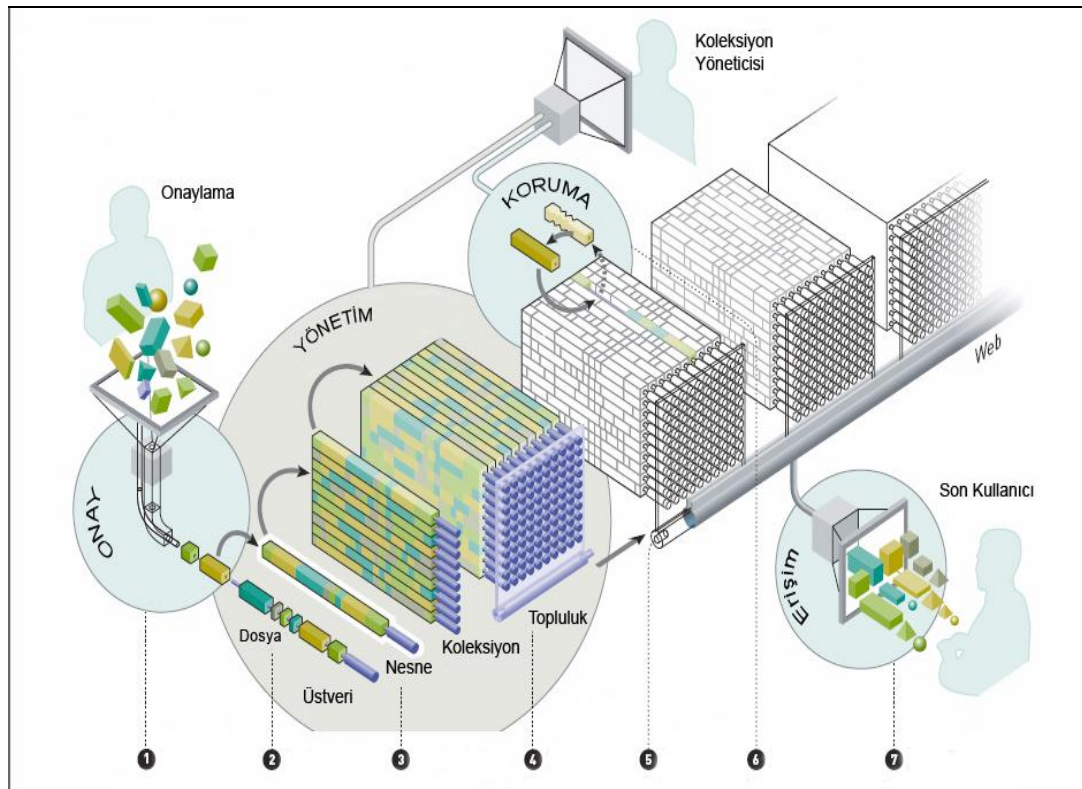 Koleksiyon
Yöneticisi
Onaylama
KORUMA
YÖNETİM
Web
ONAY
Son Kullanıcı
Erişim
Topluluk
Koleksiyon
Dosya
Nesne
Üstveri
1 2 3 4 5 6 7